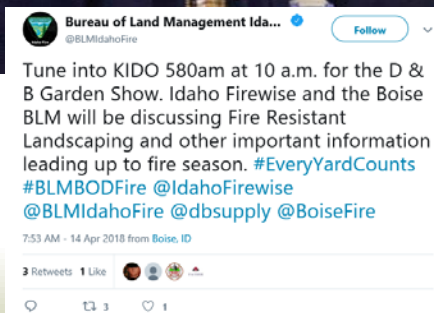 Bureau of Land Management Ida...
@BLMIdahoFire
Follow
Tune into KIDO 580am at 10 a.m. for the D &
B Garden Show. Idaho Firewise and the Boise
BLM will be discussing Fire Resistant
Landscaping and other important information
leading up to fire season. #EveryYardCounts
#BLMBODFire @IdahoFirewise
@BLMIdahoFire @dbsupply @BoiseFire
7:53 AM - 14 Apr 2018 from Boise, ID
3 Retweets 1 Like
3 1